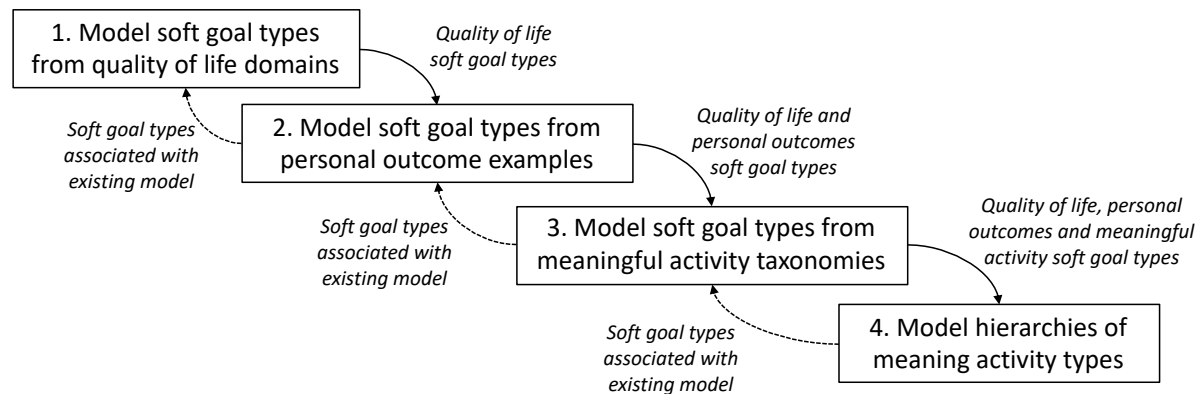 1. Model soft goal types
from quality of life domains
Quality of life
soft goal types
Soft goal types
associated with
existing model
2. Model soft goal types from
personal outcome examples
Quality of life and
personal outcomes
soft goal types
Soft goal types
associated with
existing model
3. Model soft goal types from
meaningful activity taxonomies
Quality of life, personal
outcomes and meaningful
activity soft goal types
Soft goal types
associated with
existing model
4. Model hierarchies of
meaning activity types